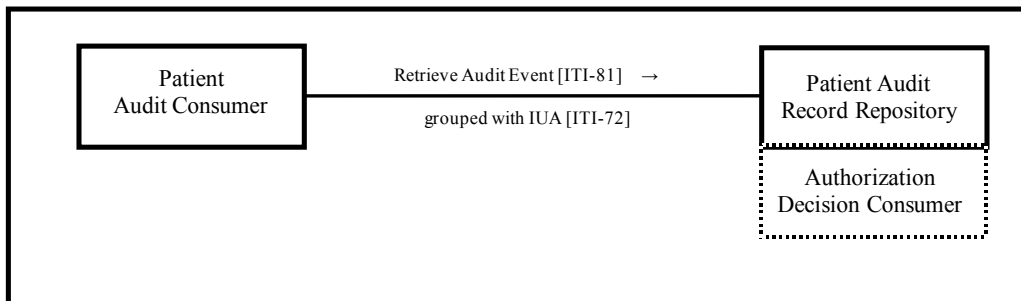 Patient
Audit Consumer
Retrieve Audit Event [ITI-81] →
grouped with IUA [ITI-72]
Patient Audit
Record Repository
Authorization
Decision Consumer